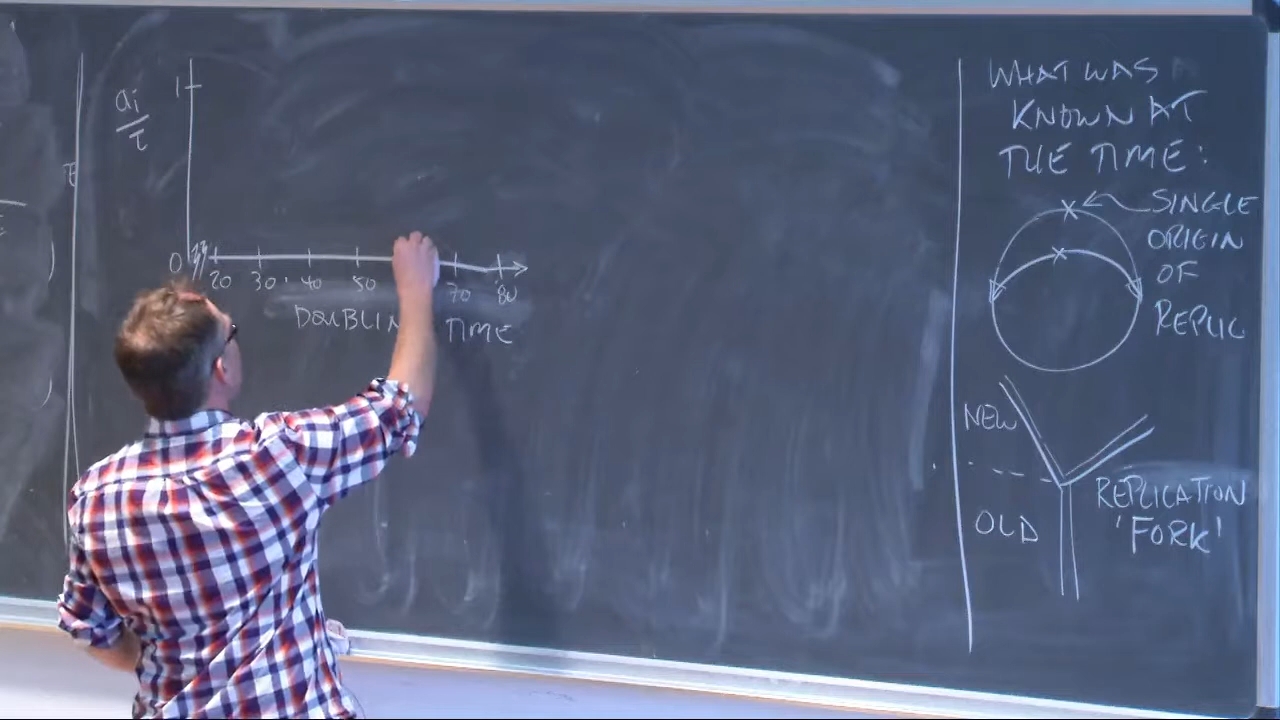 1
ai
τ
0
20 30 40 50 70 80
TIME
WHAT WAS
KNOWN AT
THE TIME:
SINGLE
ORIGIN
OF
REPLIC
NEW
OLD
REPLICATION
'FORK'